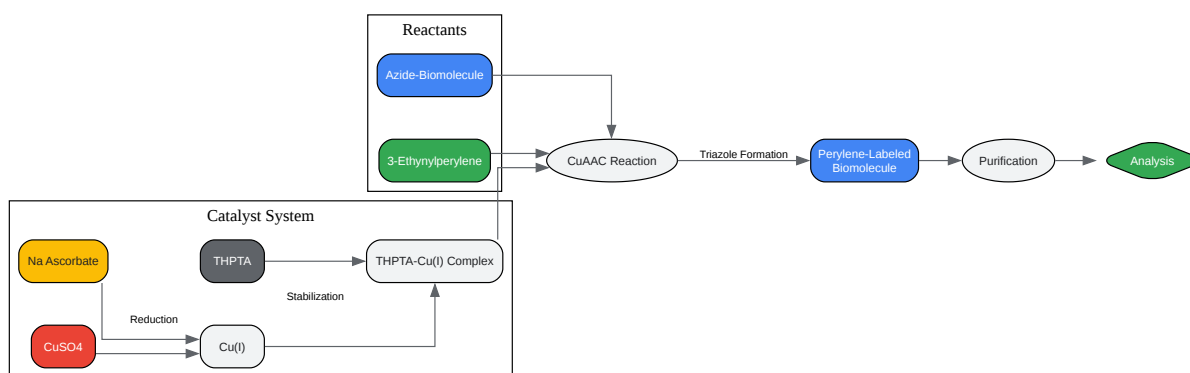 Reactants
Azide-Biomolecule
3-Ethynylperylene
CuAAC Reaction
Triazole Formation
Perylene-Labeled
Biomolecule
Purification
Analysis
Catalyst System
Na Ascorbate
THPTA
THPTA-Cu(I) Complex
Stabilization
Reduction
CuSO4
Cu(I)